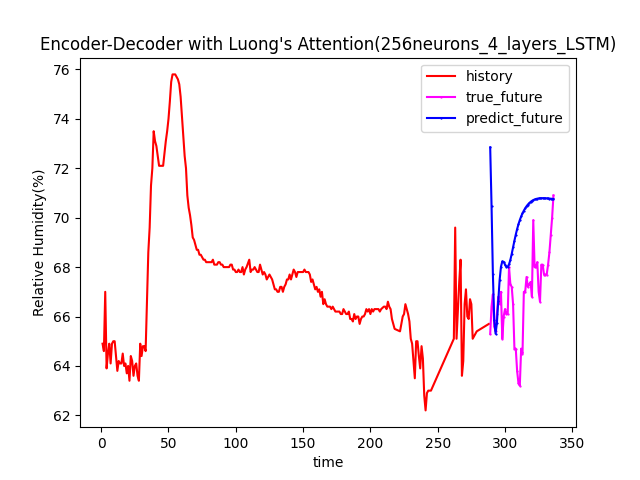 Encoder-Decoder with Luong's Attention(256neurons_4_layers_LSTM)
history
true_future
predict_future
Relative Humidity(%)
76
74
72
70
68
66
64
62
0 50 100 150 200 250 300 350
time